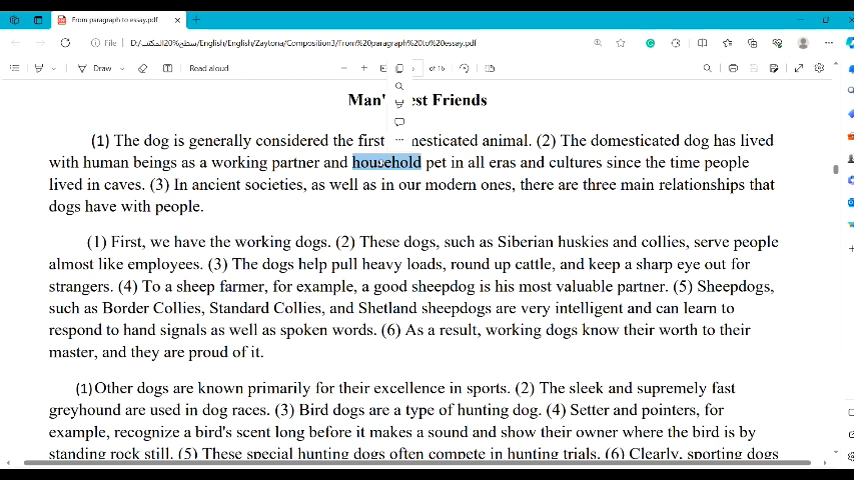 From paragraph to essay.pdf
File
D:/سطح%20المكتب/English/English/Zaytona/Composition3/From%20paragraph%20to%20essay.pdf
Draw
Read aloud
of 16
Man' est Friends
(1) The dog is generally considered the first mesticated animal. (2) The domesticated dog has lived
with human beings as a working partner and household pet in all eras and cultures since the time people
lived in caves. (3) In ancient societies, as well as in our modern ones, there are three main relationships that
dogs have with people.
(1) First, we have the working dogs. (2) These dogs, such as Siberian huskies and collies, serve people
almost like employees. (3) The dogs help pull heavy loads, round up cattle, and keep a sharp eye out for
strangers. (4) To a sheep farmer, for example, a good sheepdog is his most valuable partner. (5) Sheepdogs,
such as Border Collies, Standard Collies, and Shetland sheepdogs are very intelligent and can learn to
respond to hand signals as well as spoken words. (6) As a result, working dogs know their worth to their
master, and they are proud of it.
(1)Other dogs are known primarily for their excellence in sports. (2) The sleek and supremely fast
greyhound are used in dog races. (3) Bird dogs are a type of hunting dog. (4) Setter and pointers, for
example, recognize a bird's scent long before it makes a sound and show their owner where the bird is by
standing rock still. (5) These special hunting dogs often compete in hunting trials. (6) Clearly, sporting dogs